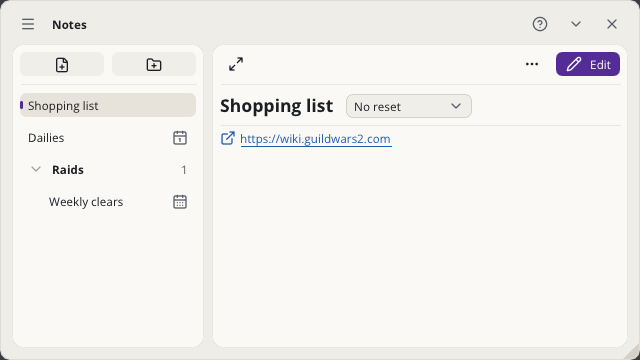 Notes
Edit
Shopping list
Shopping list
No reset
Dailies
https://wiki.guildwars2.com
Raids
1
Weekly clears